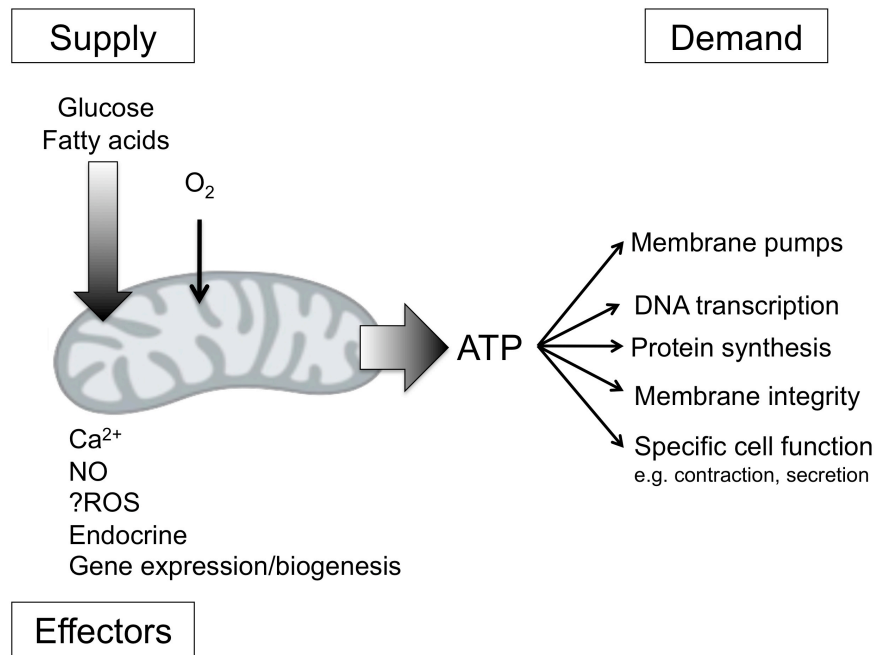 Supply
Demand
Glucose
Fatty acids
O₂
Membrane pumps
DNA transcription
ATP
Protein synthesis
Membrane integrity
Specific cell function
e.g. contraction, secretion
Ca²⁺
NO
?ROS
Endocrine
Gene expression/biogenesis
Effectors